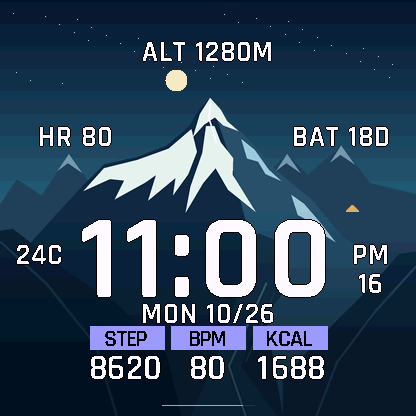 ALT 1280M
HR 80
BAT 18D
24C
11:00
PM
16
MON 10/26
STEP BPM KCAL
8620 80 1688